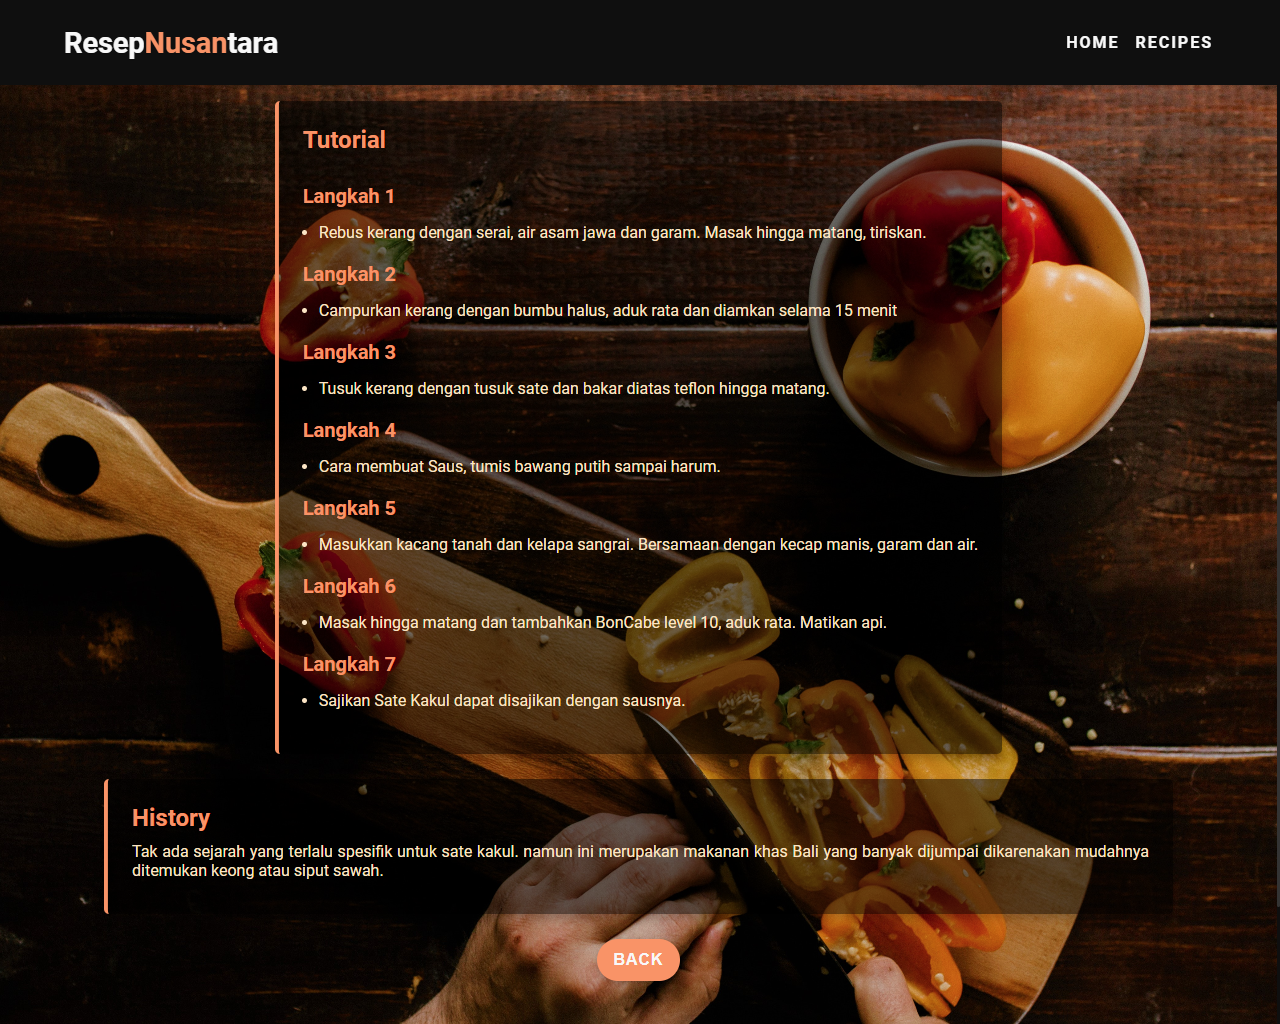 ResepNusantara
HOME RECIPES
Tutorial
Langkah 1
• Rebus kerang dengan serai, air asam jawa dan garam. Masak hingga matang, tiriskan.
Langkah 2
• Campurkan kerang dengan bumbu halus, aduk rata dan diamkan selama 15 menit
Langkah 3
• Tusuk kerang dengan tusuk sate dan bakar diatas teflon hingga matang.
Langkah 4
• Cara membuat Saus, tumis bawang putih sampai harum.
Langkah 5
• Masukkan kacang tanah dan kelapa sangrai. Bersamaan dengan kecap manis, garam dan air.
Langkah 6
• Masak hingga matang dan tambahkan BonCabe level 10, aduk rata. Matikan api.
Langkah 7
• Sajikan Sate Kakul dapat disajikan dengan sausnya.
History
Tak ada sejarah yang terlalu spesifik untuk sate kakul. namun ini merupakan makanan khas Bali yang banyak dijumpai dikarenakan mudahnya
ditemukan keong atau siput sawah.
BACK